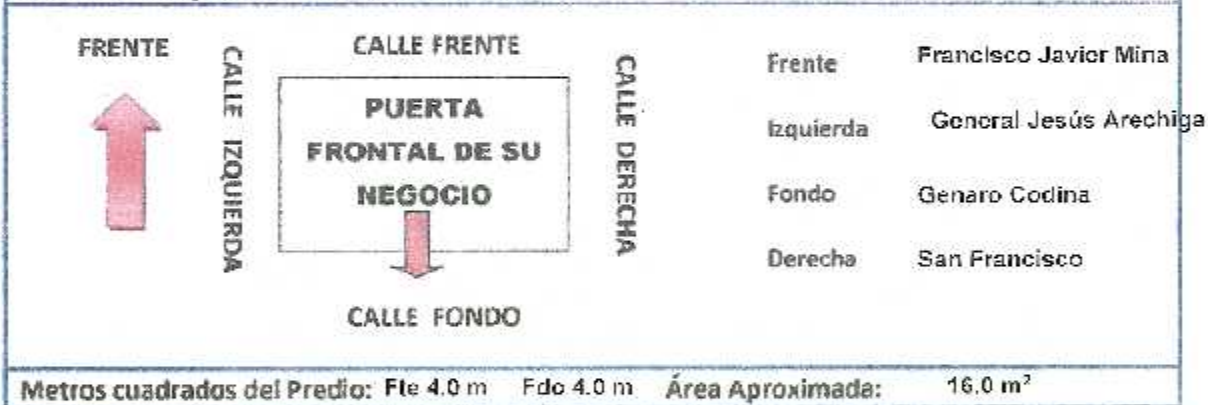 FRENTE
CALLE IZQUIERDA
CALLE FRENTE
PUERTA
FRONTAL DE SU
NEGOCIO
CALLE DERECHA
CALLE FONDO
Frente Francisco Javier Mina
Izquierda General Jesús Arechiga
Fondo Genaro Codina
Derecha San Francisco
Metros cuadrados del Predio: Fte 4.0 m Fdo 4.0 m Área Aproximada: 16.0 m²